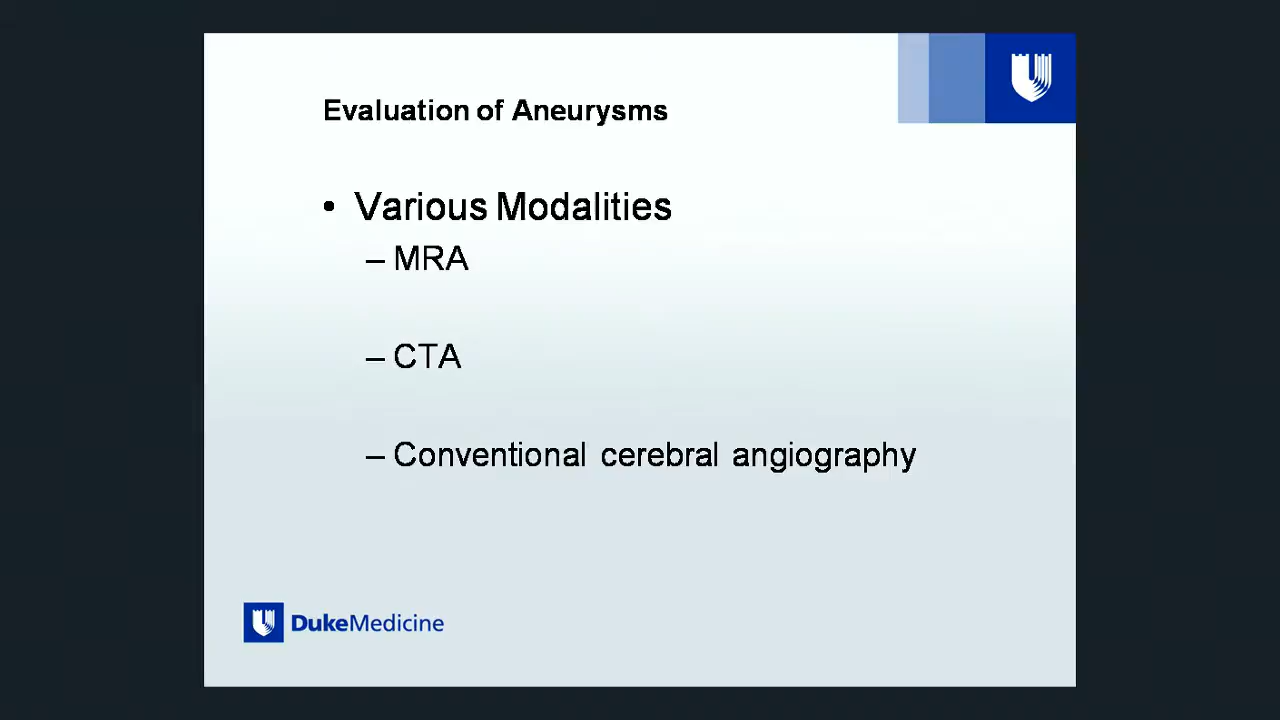 Evaluation of Aneurysms
• Various Modalities
– MRA
– CTA
– Conventional cerebral angiography
DukeMedicine